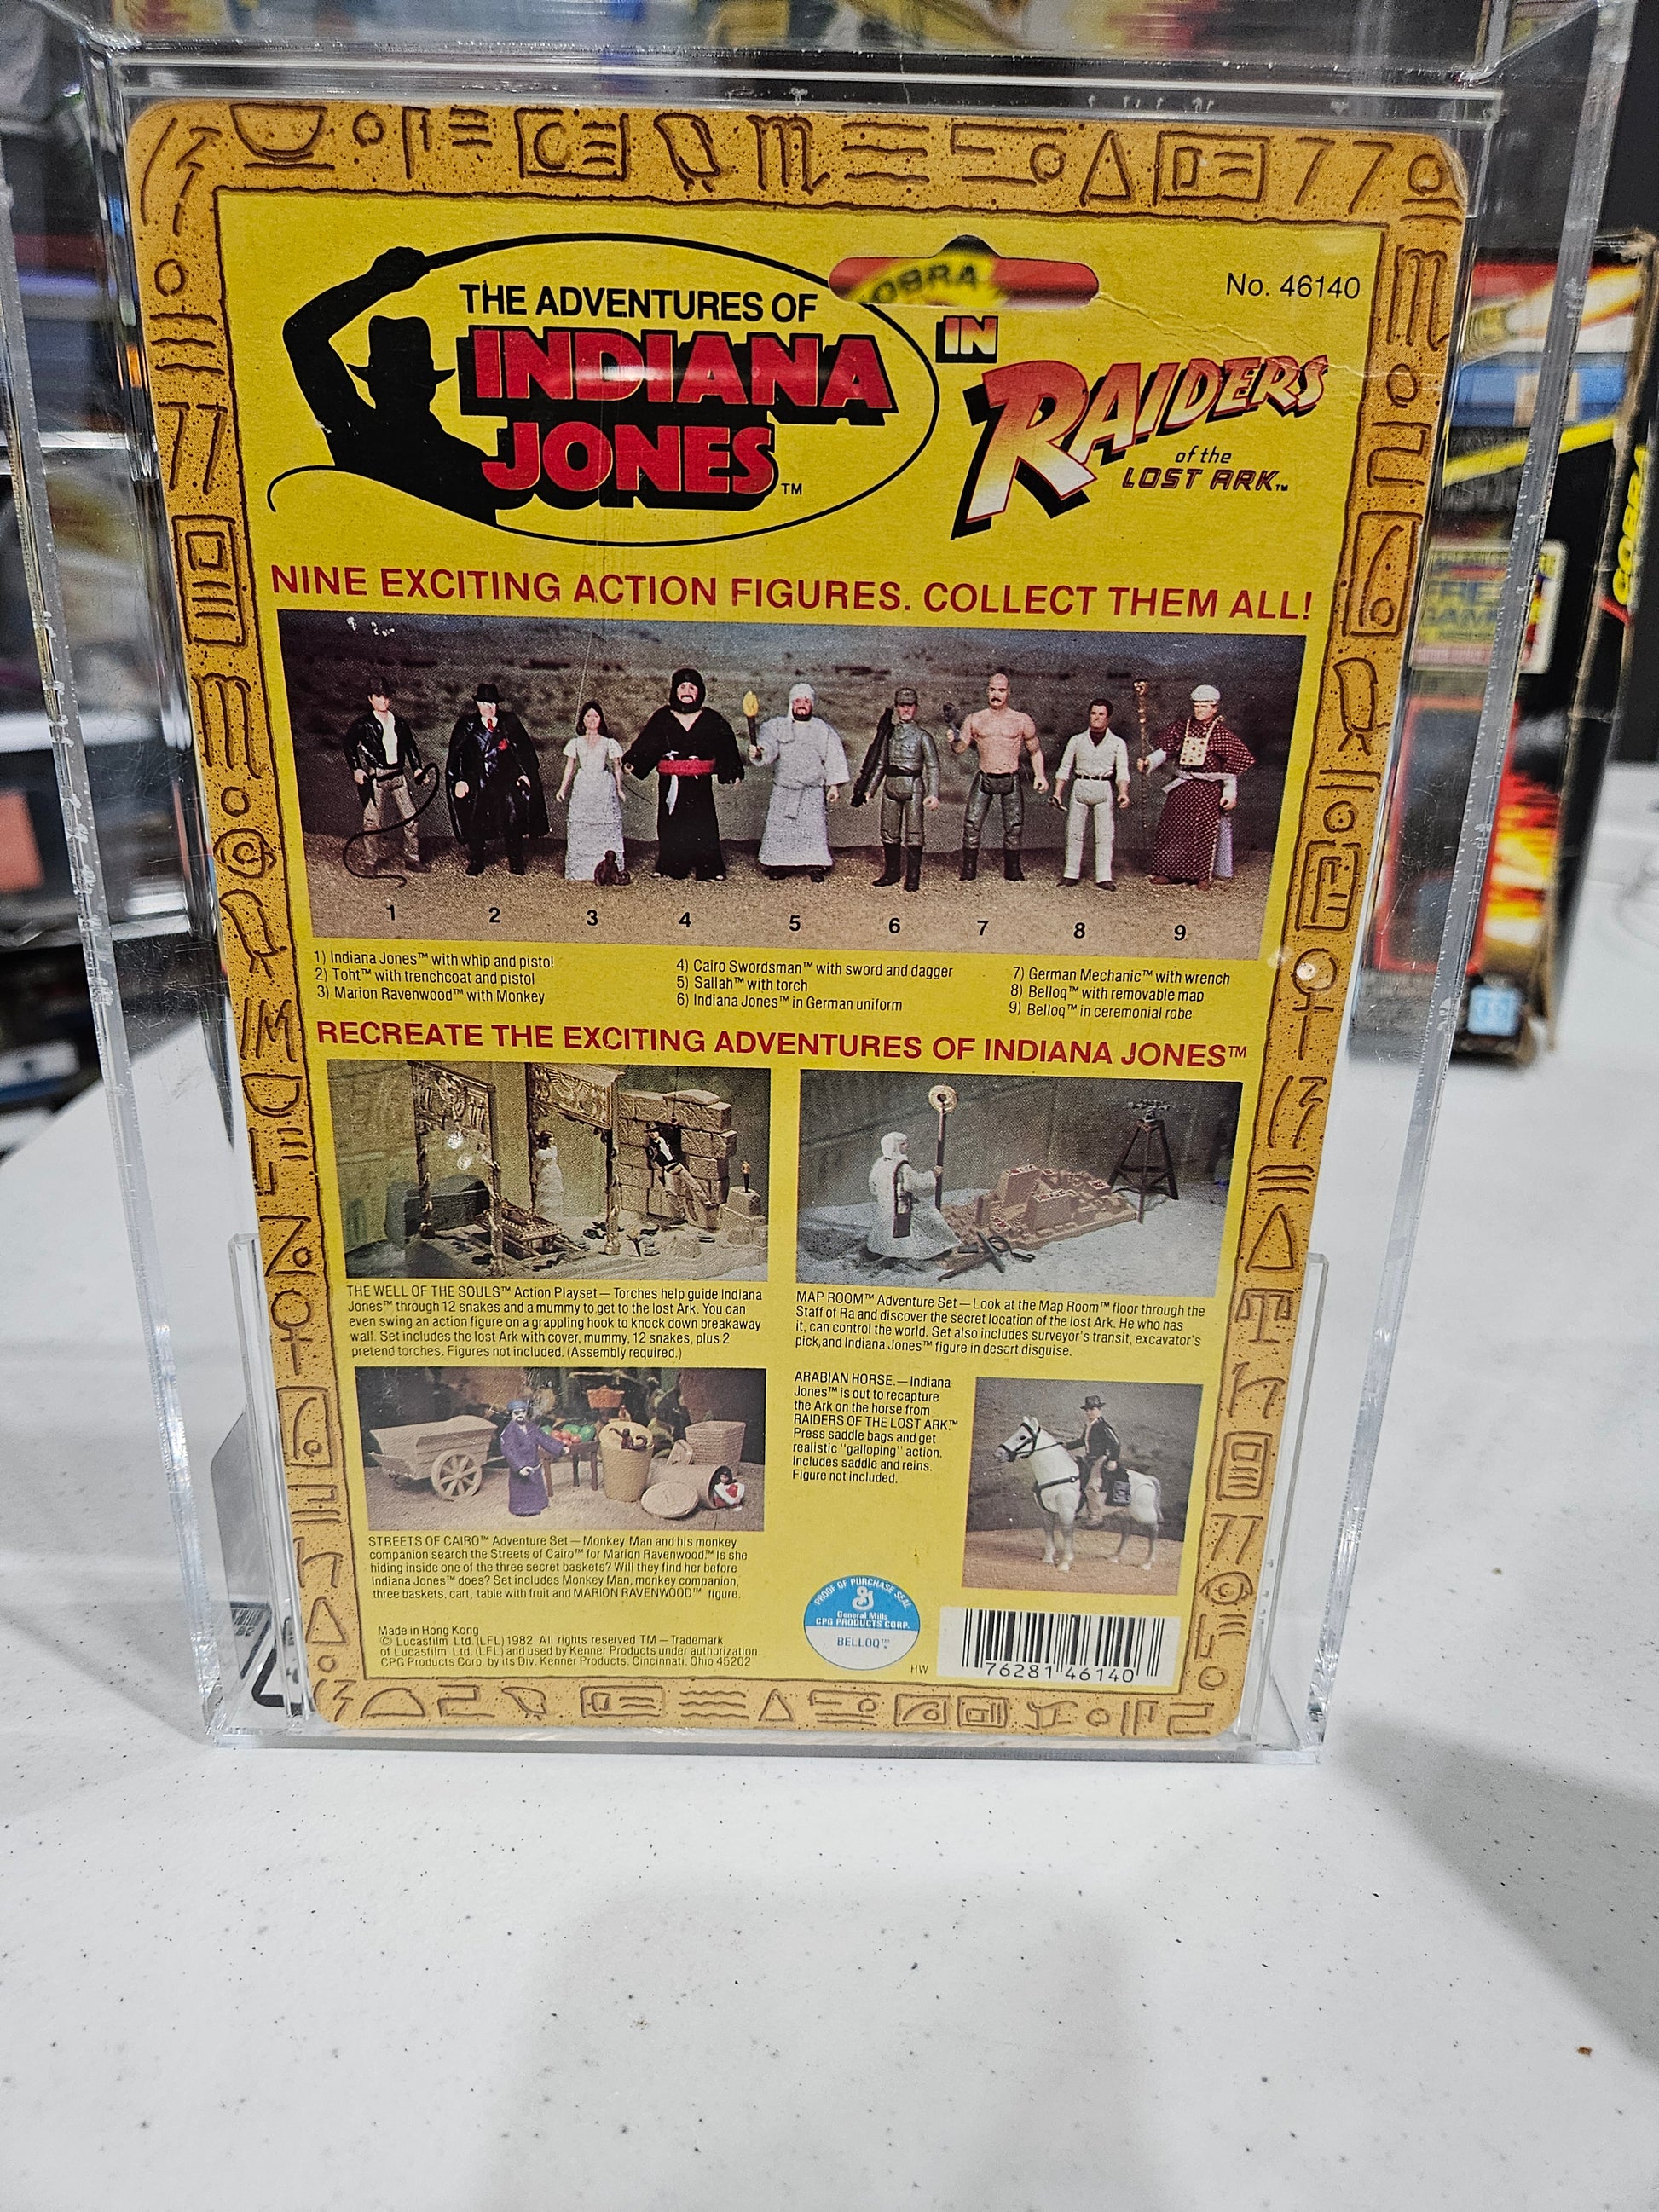 THE ADVENTURES OF
INDIANA
JONES™
COBRA
No. 46140
IN
RAIDERS
of the
LOST ARK™
NINE EXCITING ACTION FIGURES. COLLECT THEM ALL!
1 2 3 4 5 6 7 8 9
1) Indiana Jones™ with whip and pistol
2) Toht™ with trenchcoat and pistol
3) Marion Ravenwood™ with Monkey
4) Cairo Swordsman™ with sword and dagger
5) Sallah™ with torch
6) Indiana Jones™ in German uniform
7) German Mechanic™ with wrench
8) Belloq™ with removable map
9) Belloq™ in ceremonial robe
RECREATE THE EXCITING ADVENTURES OF INDIANA JONES™
THE WELL OF THE SOULS™ Action Playset — Torches help guide Indiana
Jones™ through 12 snakes and a mummy to get to the lost Ark. You can
even swing an action figure on a grappling hook to knock down breakaway
wall. Set includes the lost Ark with cover, mummy, 12 snakes, plus 2
pretend torches. Figures not included. (Assembly required.)
MAP ROOM™ Adventure Set — Look at the Map Room™ floor through the
Staff of Ra and discover the secret location of the lost Ark. He who has
it, can control the world. Set also includes surveyor's transit, excavator's
pick, and Indiana Jones™ figure in desert disguise.
STREETS OF CAIRO™ Adventure Set — Monkey Man and his monkey
companion search the Streets of Cairo™ for Marion Ravenwood™ Is she
hiding inside one of the three secret baskets? Will they find her before
Indiana Jones™ does? Set includes Monkey Man, monkey companion,
three baskets, cart, table with fruit and MARION RAVENWOOD™ figure.
ARABIAN HORSE.—Indiana
Jones™ is out to recapture
the Ark on the horse from
RAIDERS OF THE LOST ARK™
Press saddle bags and get
realistic "galloping" action.
Includes saddle and reins.
Figure not included.
Made in Hong Kong
© Lucasfilm Ltd. (LFL) 1982 All rights reserved TM — Trademark
of Lucasfilm Ltd. (LFL) and used by Kenner Products under authorization
CPG Products Corp. by its Div. Kenner Products, Cincinnati, Ohio 45202
PROOF OF PURCHASE SEAL
General Mills
CPG PRODUCTS CORP.
BELLOQ™
HW
76281 46140
COBRA